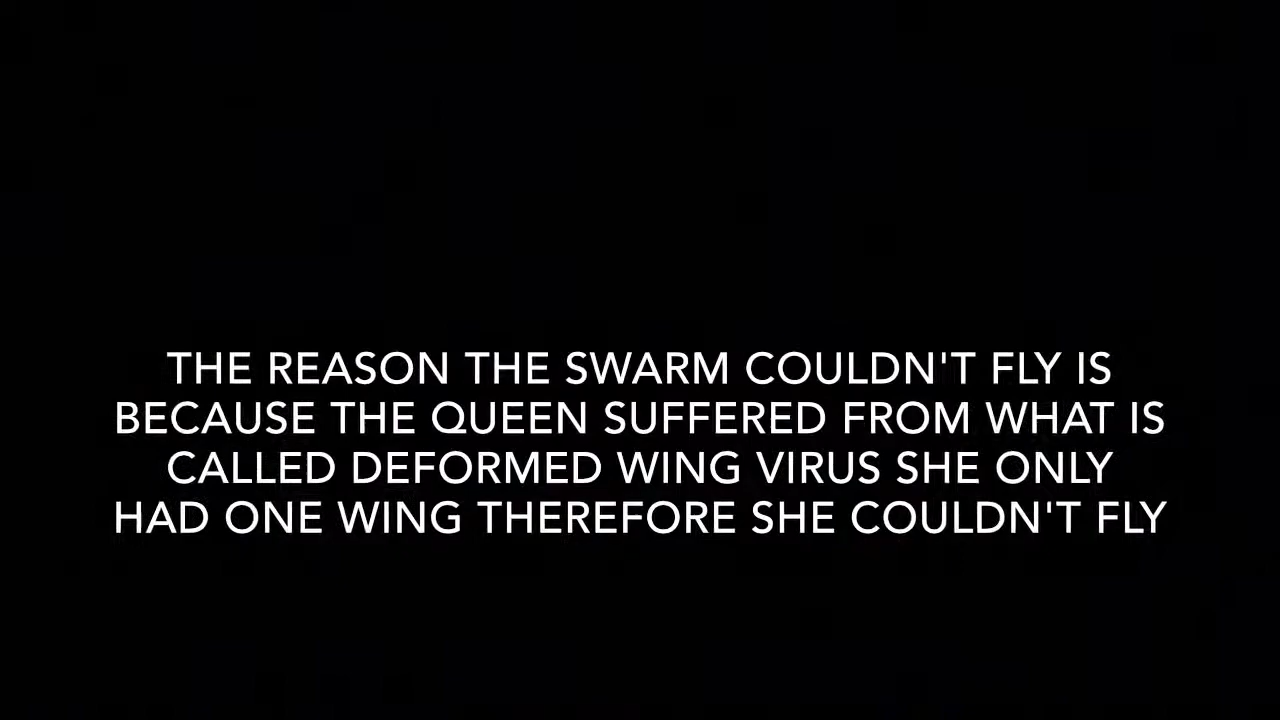 THE REASON THE SWARM COULDN'T FLY IS
BECAUSE THE QUEEN SUFFERED FROM WHAT IS
CALLED DEFORMED WING VIRUS SHE ONLY
HAD ONE WING THEREFORE SHE COULDN'T FLY